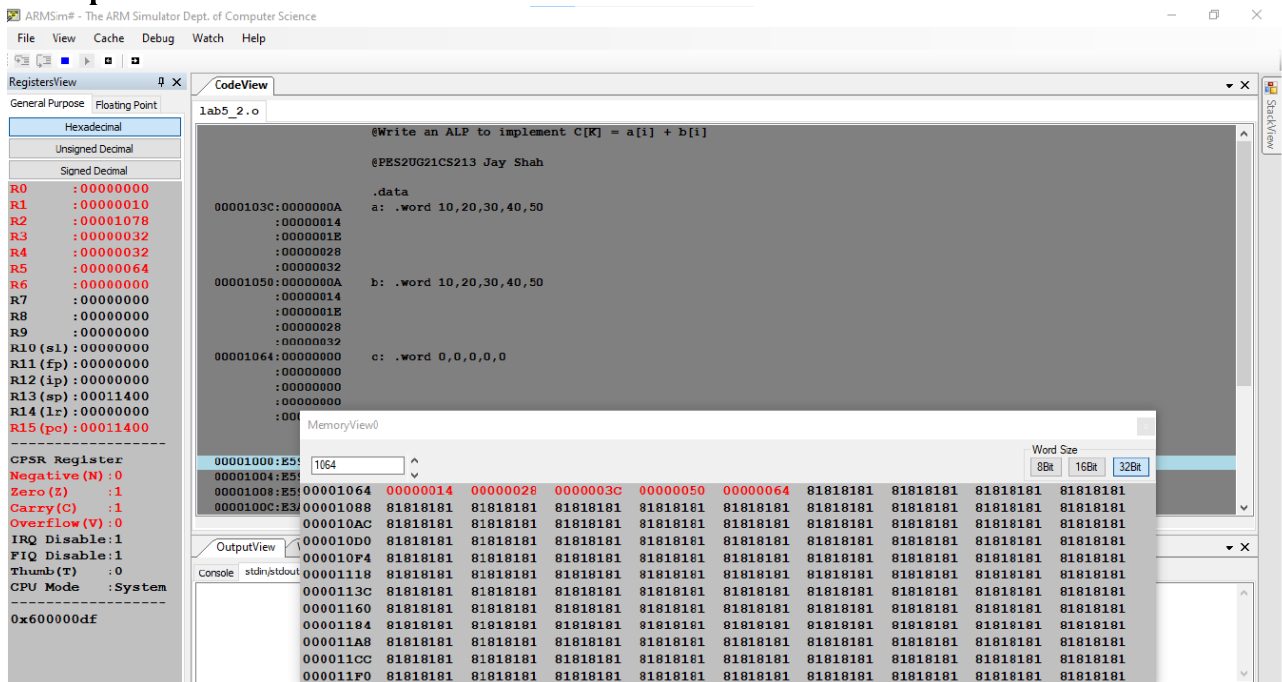 ARMSim# - The ARM Simulator Dept. of Computer Science
File View Cache Debug Watch Help
RegistersView
General Purpose Floating Point
Hexadecimal
Unsigned Decimal
Signed Decimal
R0 :00000000
R1 :00000010
R2 :00001078
R3 :00000032
R4 :00000032
R5 :00000064
R6 :00000000
R7 :00000000
R8 :00000000
R9 :00000000
R10(sl):00000000
R11(fp):00000000
R12(ip):00000000
R13(sp):00011400
R14(lr):00000000
R15(pc):00011400
CPSR Register
Negative(N):0
Zero(Z) :1
Carry(C) :1
Overflow(V):0
IRQ Disable:1
FIQ Disable:1
Thumb(T) :0
CPU Mode :System
0x600000df
CodeView
lab5_2.o
@Write an ALP to implement C[K] = a[i] + b[i]
@PES2UG21CS213 Jay Shah
.data
0000103C:0000000A a: .word 10,20,30,40,50
:00000014
:0000001E
:00000028
:00000032
00001050:0000000A b: .word 10,20,30,40,50
:00000014
:0000001E
:00000028
:00000032
00001064:00000000 c: .word 0,0,0,0,0
:00000000
:00000000
:00000000
:00
00001000:E5
00001004:E5
00001008:E5
0000100C:E3
StackView
MemoryView0
1064
Word Size
8Bit 16Bit 32Bit
00001064 00000014 00000028 0000003C 00000050 00000064 81818181 81818181 81818181 81818181
00001088 81818181 81818181 81818181 81818181 81818181 81818181 81818181 81818181 81818181
000010AC 81818181 81818181 81818181 81818181 81818181 81818181 81818181 81818181 81818181
000010D0 81818181 81818181 81818181 81818181 81818181 81818181 81818181 81818181 81818181
000010F4 81818181 81818181 81818181 81818181 81818181 81818181 81818181 81818181 81818181
00001118 81818181 81818181 81818181 81818181 81818181 81818181 81818181 81818181 81818181
0000113C 81818181 81818181 81818181 81818181 81818181 81818181 81818181 81818181 81818181
00001160 81818181 81818181 81818181 81818181 81818181 81818181 81818181 81818181 81818181
00001184 81818181 81818181 81818181 81818181 81818181 81818181 81818181 81818181 81818181
000011A8 81818181 81818181 81818181 81818181 81818181 81818181 81818181 81818181 81818181
000011CC 81818181 81818181 81818181 81818181 81818181 81818181 81818181 81818181 81818181
000011F0 81818181 81818181 81818181 81818181 81818181 81818181 81818181 81818181 81818181
OutputView
Console stdin/stdout